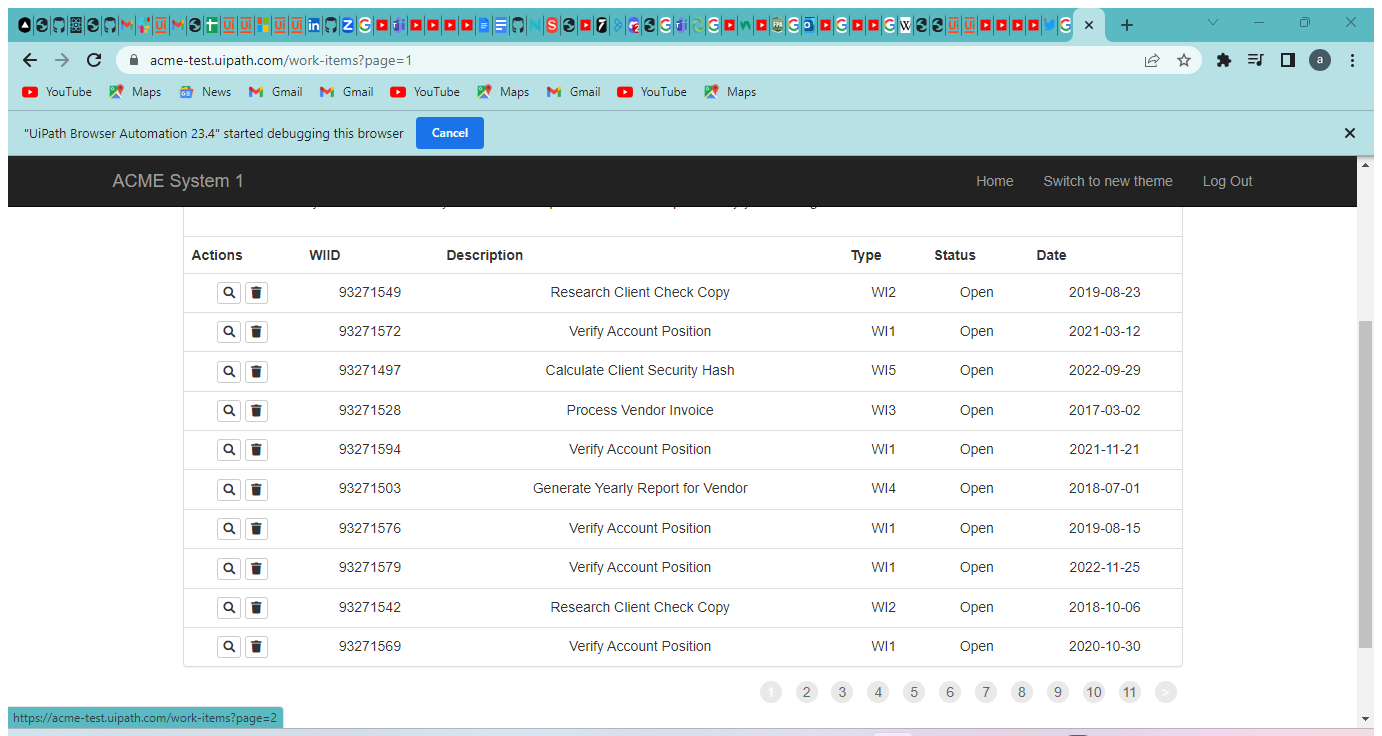 acme-test.uipath.com/work-items?page=1
a
YouTube Maps News Gmail Gmail YouTube Maps Gmail YouTube Maps
"UiPath Browser Automation 23.4" started debugging this browser Cancel
ACME System 1 Home Switch to new theme Log Out
Actions WIID Description Type Status Date
93271549 Research Client Check Copy WI2 Open 2019-08-23
93271572 Verify Account Position WI1 Open 2021-03-12
93271497 Calculate Client Security Hash WI5 Open 2022-09-29
93271528 Process Vendor Invoice WI3 Open 2017-03-02
93271594 Verify Account Position WI1 Open 2021-11-21
93271503 Generate Yearly Report for Vendor WI4 Open 2018-07-01
93271576 Verify Account Position WI1 Open 2019-08-15
93271579 Verify Account Position WI1 Open 2022-11-25
93271542 Research Client Check Copy WI2 Open 2018-10-06
93271569 Verify Account Position WI1 Open 2020-10-30
1 2 3 4 5 6 7 8 9 10 11 >
https://acme-test.uipath.com/work-items?page=2